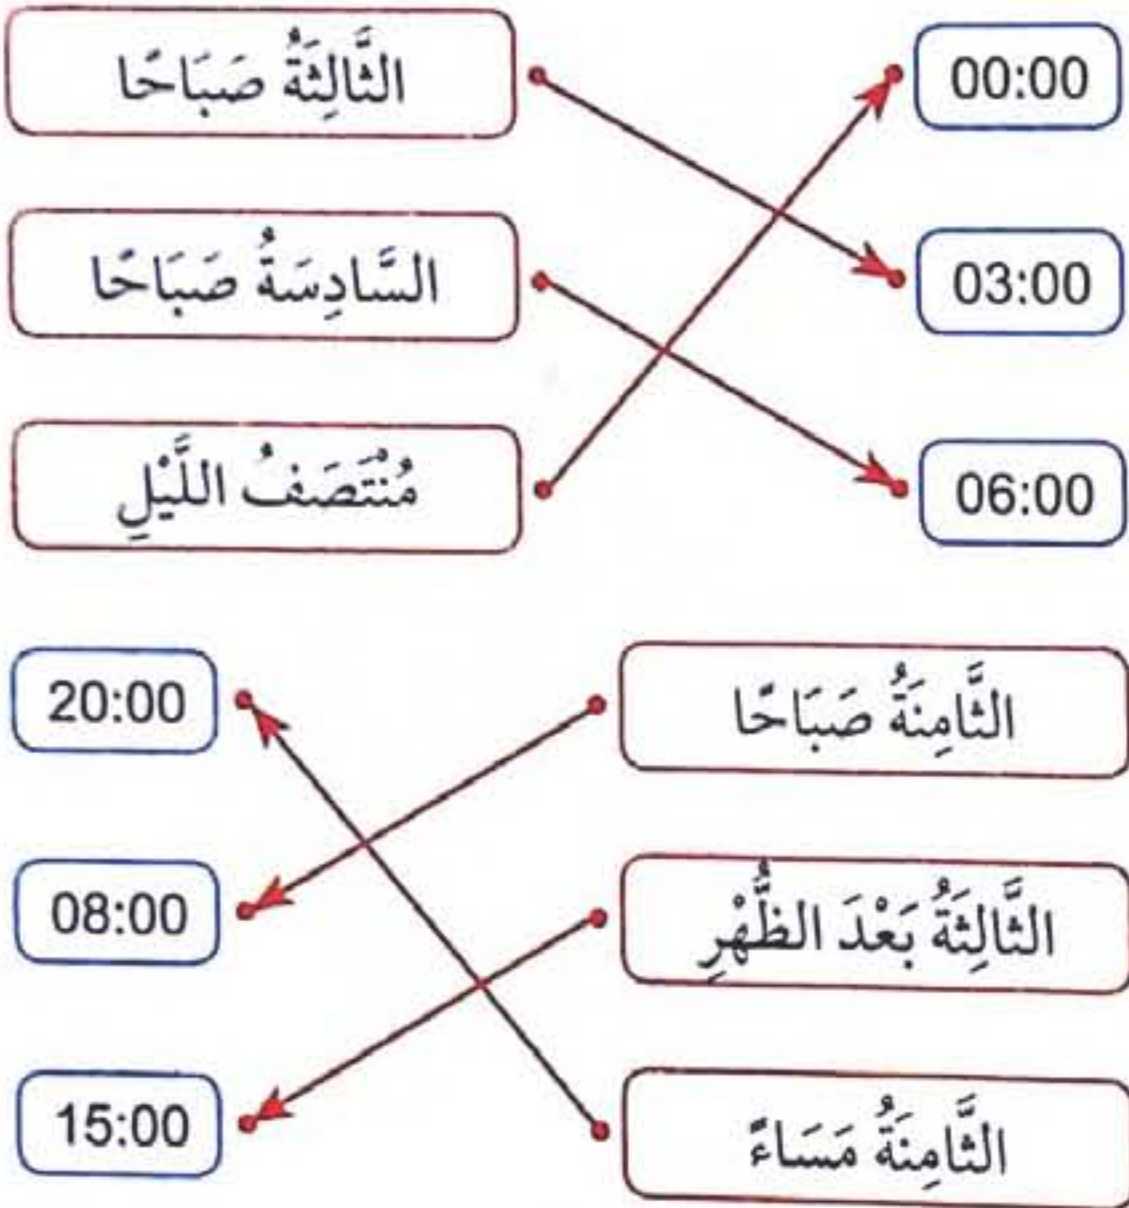 الثَّالِثَةُ صَبَاحًا
00:00
السَّادِسَةُ صَبَاحًا
03:00
مُنْتَصَفُ اللَّيْلِ
06:00
الثَّامِنَةُ صَبَاحًا
20:00
الثَّالِثَةُ بَعْدَ الظُّهْرِ
08:00
الثَّامِنَةُ مَسَاءً
15:00